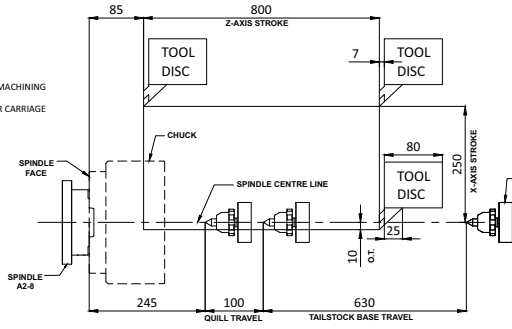 85
800
Z-AXIS STROKE
7
TOOL
DISC
TOOL
DISC
MACHINING
R CARRIAGE
CHUCK
SPINDLE
FACE
80
TOOL
DISC
250
X-AXIS STROKE
SPINDLE CENTRE LINE
25
10
O.T.
SPINDLE
A2-8
245
100
630
QUILL TRAVEL
TAILSTOCK BASE TRAVEL